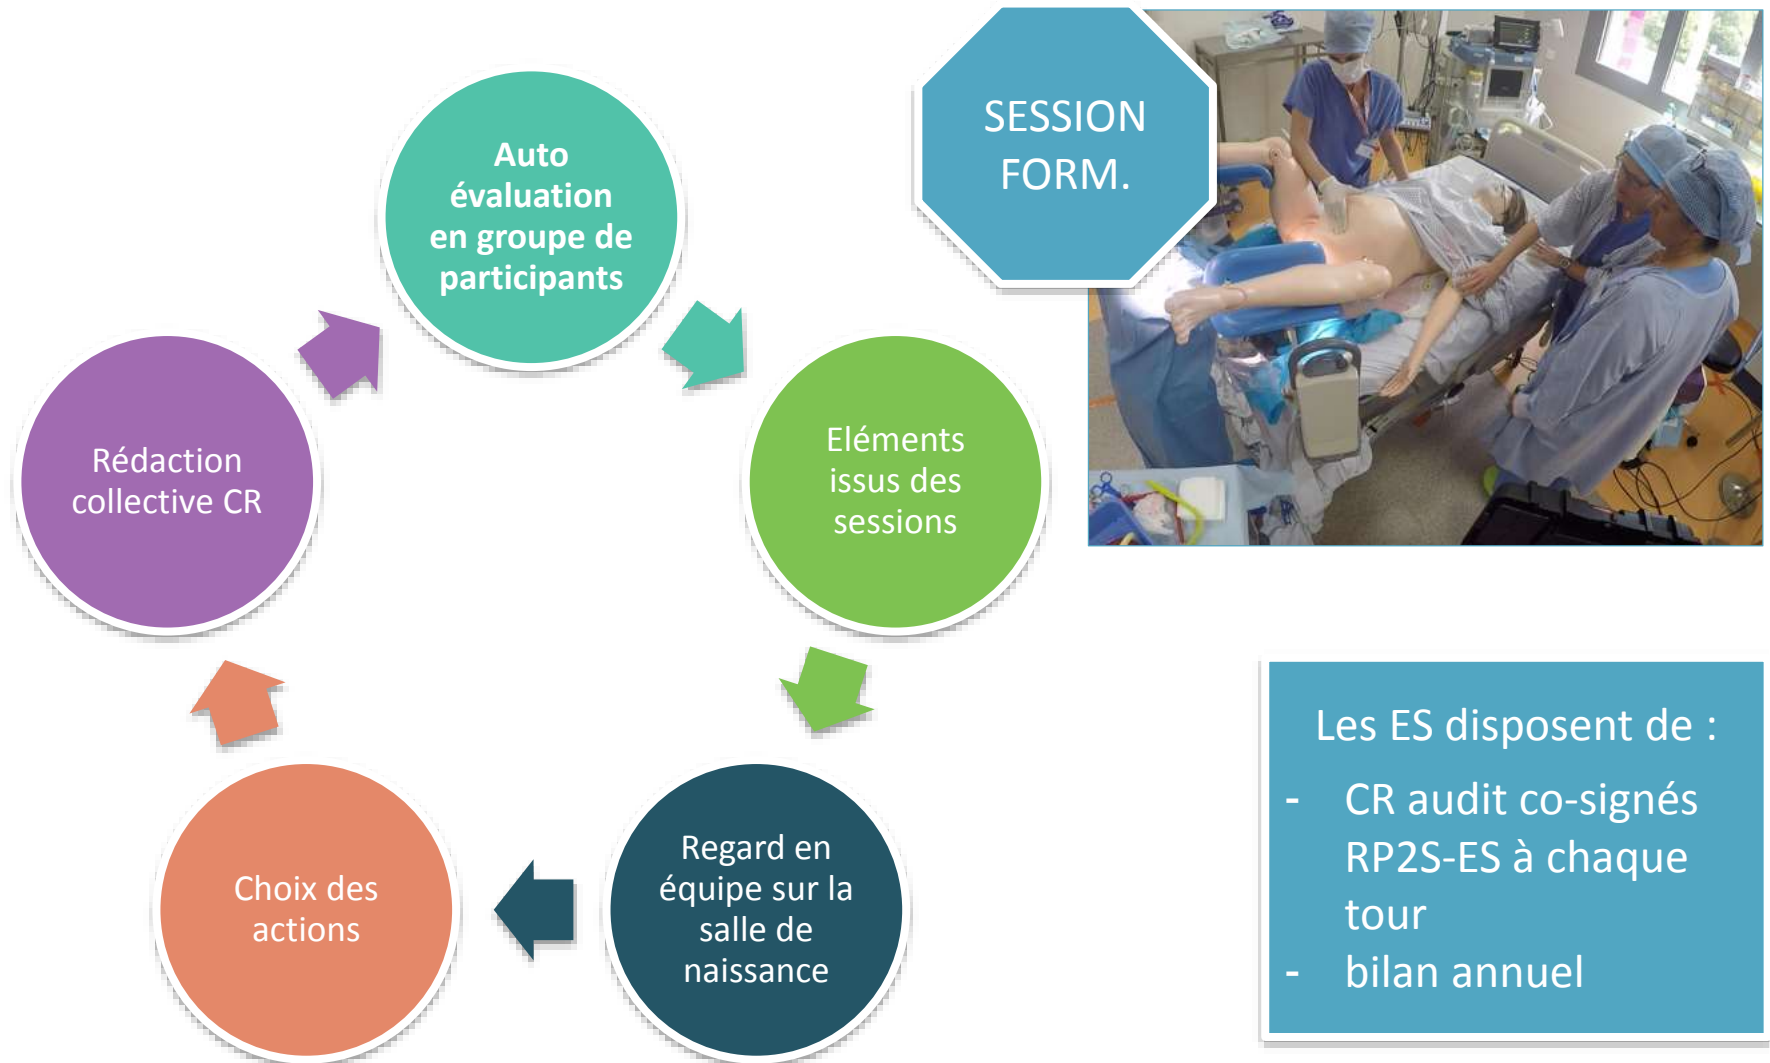 Auto
évaluation
en groupe de
participants
Eléments
issus des
sessions
Regard en
équipe sur la
salle de
naissance
Choix des
actions
Rédaction
collective CR
SESSION
FORM.
Les ES disposent de :
- CR audit co-signés
RP2S-ES à chaque
tour
- bilan annuel